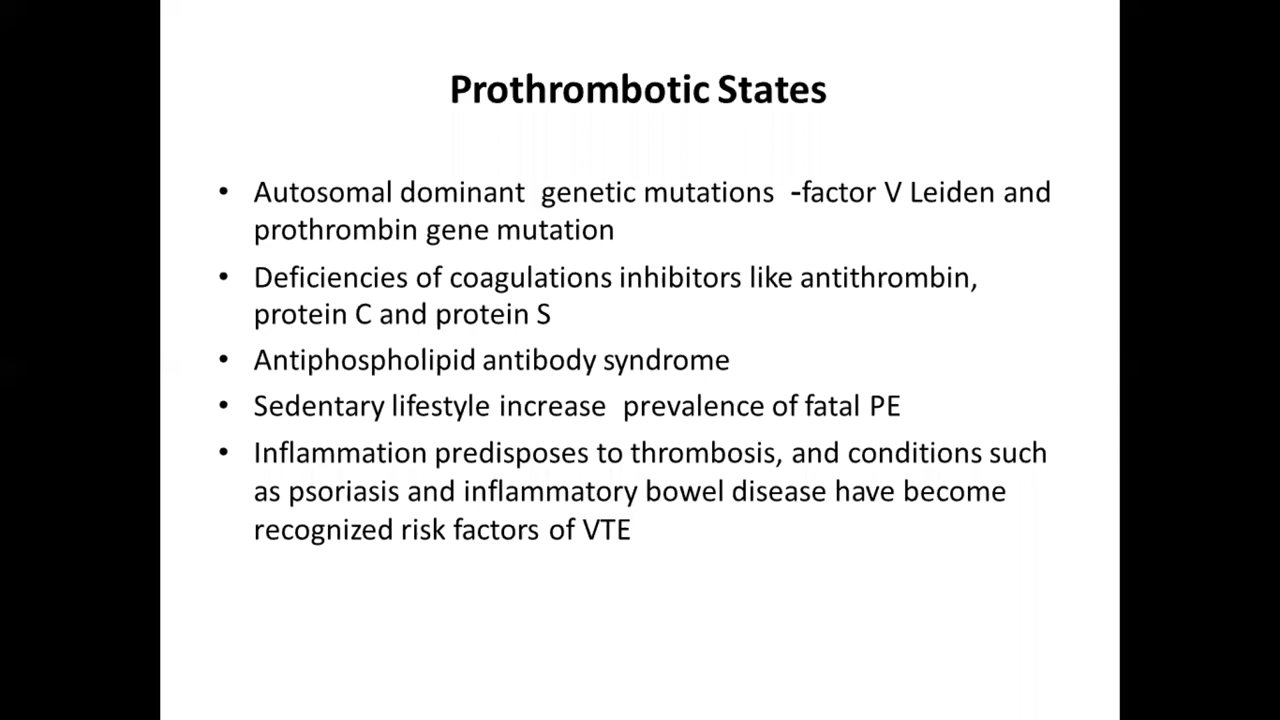 Prothrombotic States
• Autosomal dominant  genetic mutations  -factor V Leiden and
prothrombin gene mutation
• Deficiencies of coagulations inhibitors like antithrombin,
protein C and protein S
• Antiphospholipid antibody syndrome
• Sedentary lifestyle increase  prevalence of fatal PE
• Inflammation predisposes to thrombosis, and conditions such
as psoriasis and inflammatory bowel disease have become
recognized risk factors of VTE